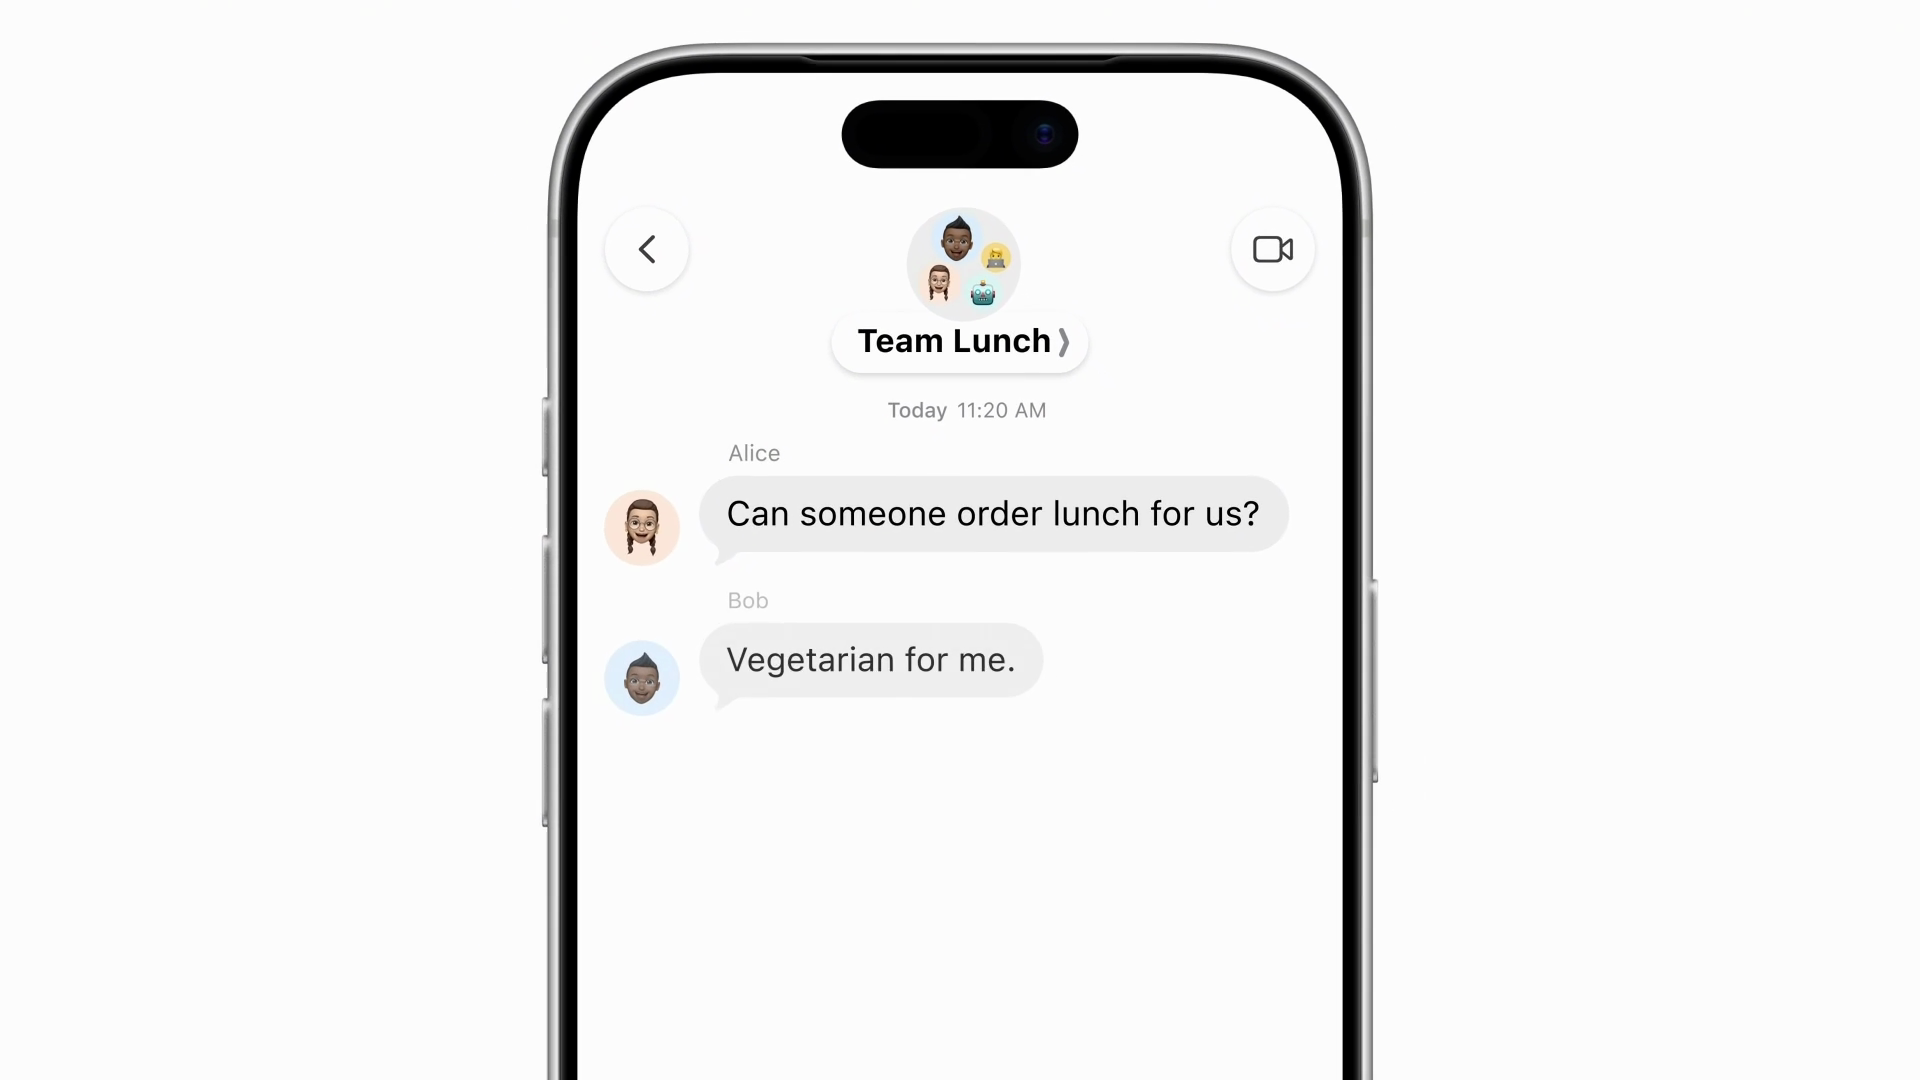 Team Lunch
Today 11:20 AM
Alice
Can someone order lunch for us?
Bob
Vegetarian for me.